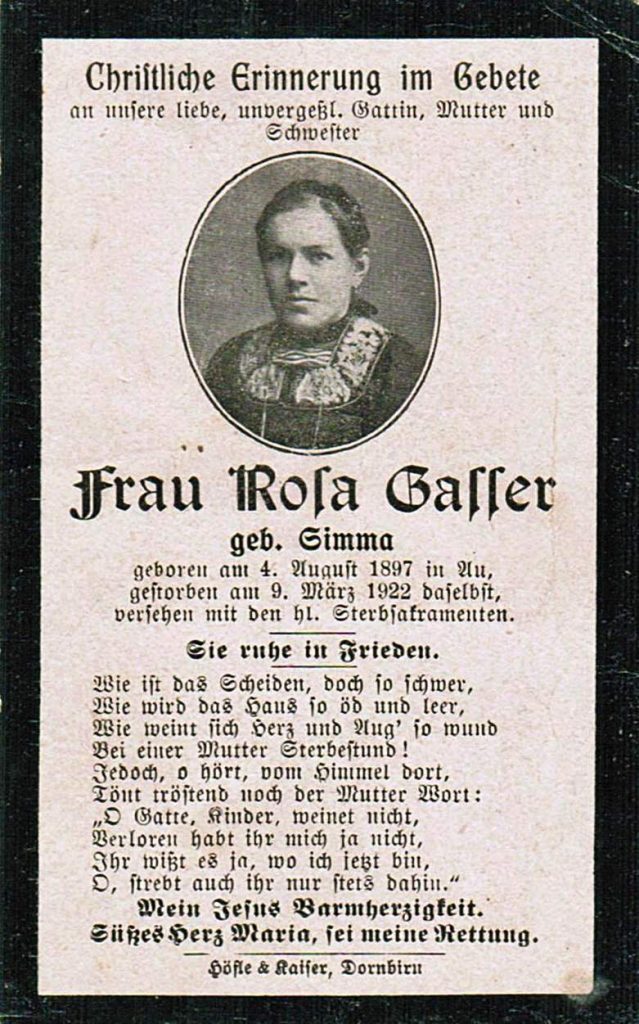 Christliche Erinnerung im Gebete
an unsere liebe, unvergeßl. Gattin, Mutter und
Schwester
Frau Rosa Gasser
geb. Simma
geboren am 4. August 1897 in Au,
gestorben am 9. März 1922 daselbst,
versehen mit den hl. Sterbsakramenten.
Sie ruhe in Frieden.
Wie ist das Scheiden, doch so schwer,
Wie wird das Haus so öd und leer,
Wie weint sich Herz und Aug' so wund
Bei einer Mutter Sterbestund!
Jedoch, o hört, vom Himmel dort,
Tönt tröstend noch der Mutter Wort:
„O Gatte, Kinder, weinet nicht,
Verloren habt ihr mich ja nicht,
Ihr wißt es ja, wo ich jetzt bin,
O, strebt auch ihr nur stets dahin.“
Mein Jesus Barmherzigkeit.
Süßes Herz Maria, sei meine Rettung.
Höfle & Kaiser, Dornbirn